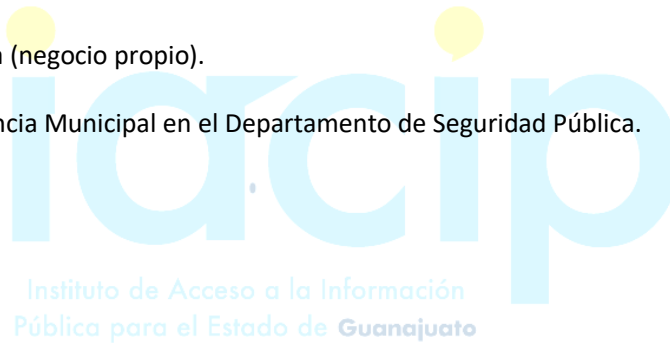 (negocio propio).
ncia Municipal en el Departamento de Seguridad Pública.
iacip
Instituto de Acceso a la Información
Pública para el Estado de Guanajuato